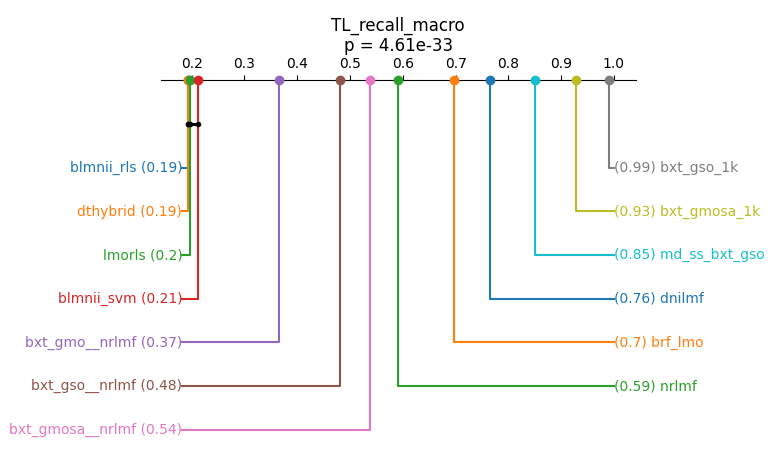 TL_recall_macro
p = 4.61e-33
0.2 0.3 0.4 0.5 0.6 0.7 0.8 0.9 1.0
blmnii_rls (0.19)
(0.99) bxt_gso_1k
dthybrid (0.19)
(0.93) bxt_gmosa_1k
lmorls (0.2)
(0.85) md_ss_bxt_gso
blmnii_svm (0.21)
(0.76) dnilmf
bxt_gmo__nrlmf (0.37)
(0.7) brf_lmo
bxt_gso__nrlmf (0.48)
(0.59) nrlmf
bxt_gmosa__nrlmf (0.54)